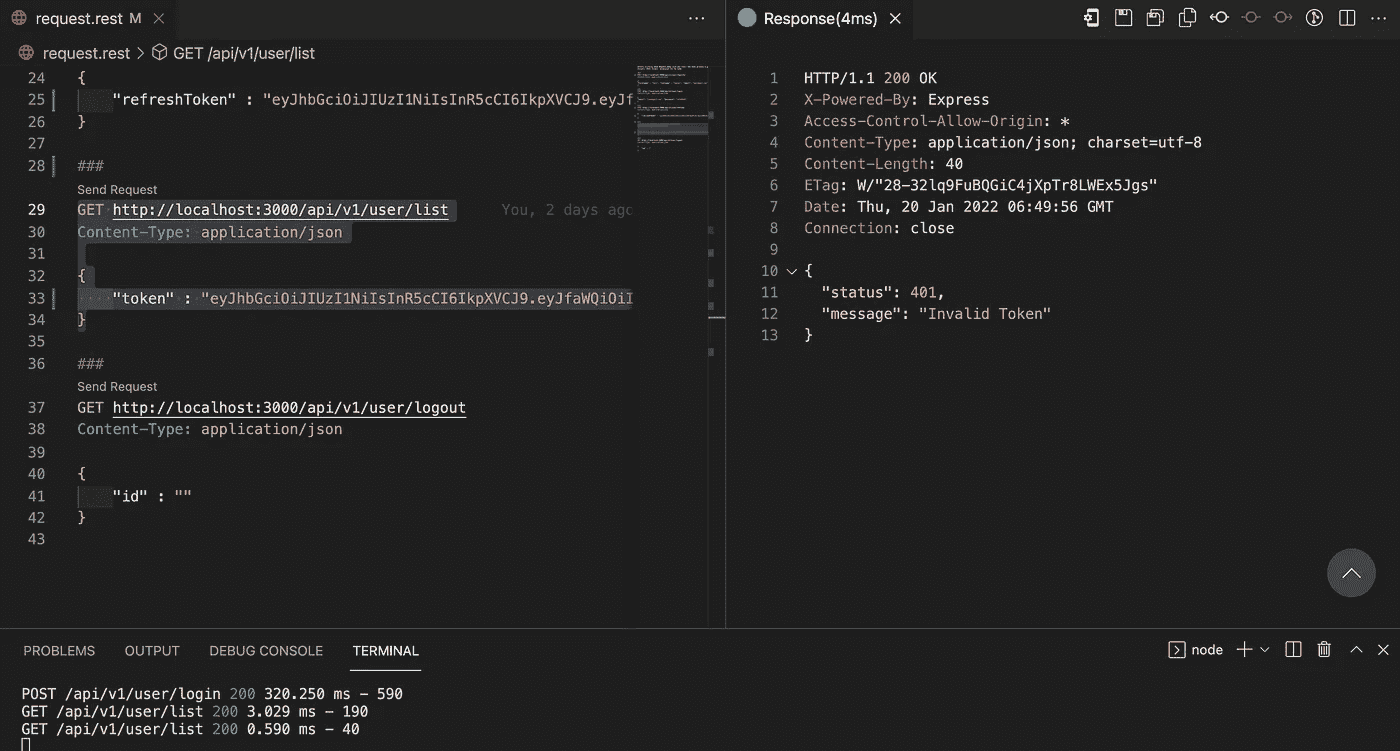 request.rest M
request.rest > GET /api/v1/user/list
24 {
25 "refreshToken" : "eyJhbGciOiJIUzI1NiIsInR5cCI6IkpXVCJ9.eyJf
26 }
27
28 ###
Send Request
29 GET http://localhost:3000/api/v1/user/list You, 2 days ago
30 Content-Type: application/json
31
32 {
33 "token" : "eyJhbGciOiJIUzI1NiIsInR5cCI6IkpXVCJ9.eyJfaWQiOiI
34 }
35
36 ###
Send Request
37 GET http://localhost:3000/api/v1/user/logout
38 Content-Type: application/json
39
40 {
41 "id" : ""
42 }
43
Response(4ms)
1 HTTP/1.1 200 OK
2 X-Powered-By: Express
3 Access-Control-Allow-Origin: *
4 Content-Type: application/json; charset=utf-8
5 Content-Length: 40
6 ETag: W/"28-32lq9FuBQGiC4jXpTr8LWEx5Jgs"
7 Date: Thu, 20 Jan 2022 06:49:56 GMT
8 Connection: close
9
10 {
11 "status": 401,
12 "message": "Invalid Token"
13 }
PROBLEMS OUTPUT DEBUG CONSOLE TERMINAL node
POST /api/v1/user/login 200 320.250 ms - 590
GET /api/v1/user/list 200 3.029 ms - 190
GET /api/v1/user/list 200 0.590 ms - 40